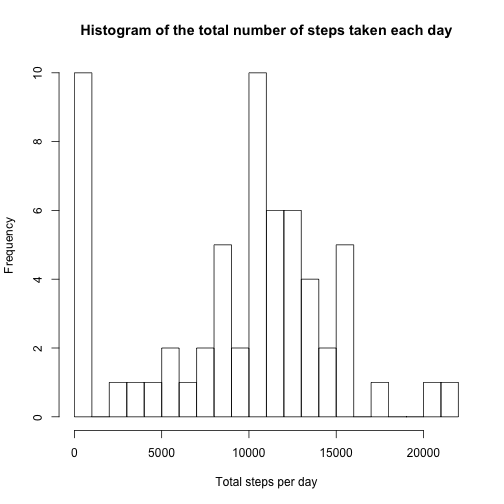 Histogram of the total number of steps taken each day
10
8
6
4
2
0
Frequency
0 5000 10000 15000 20000
Total steps per day